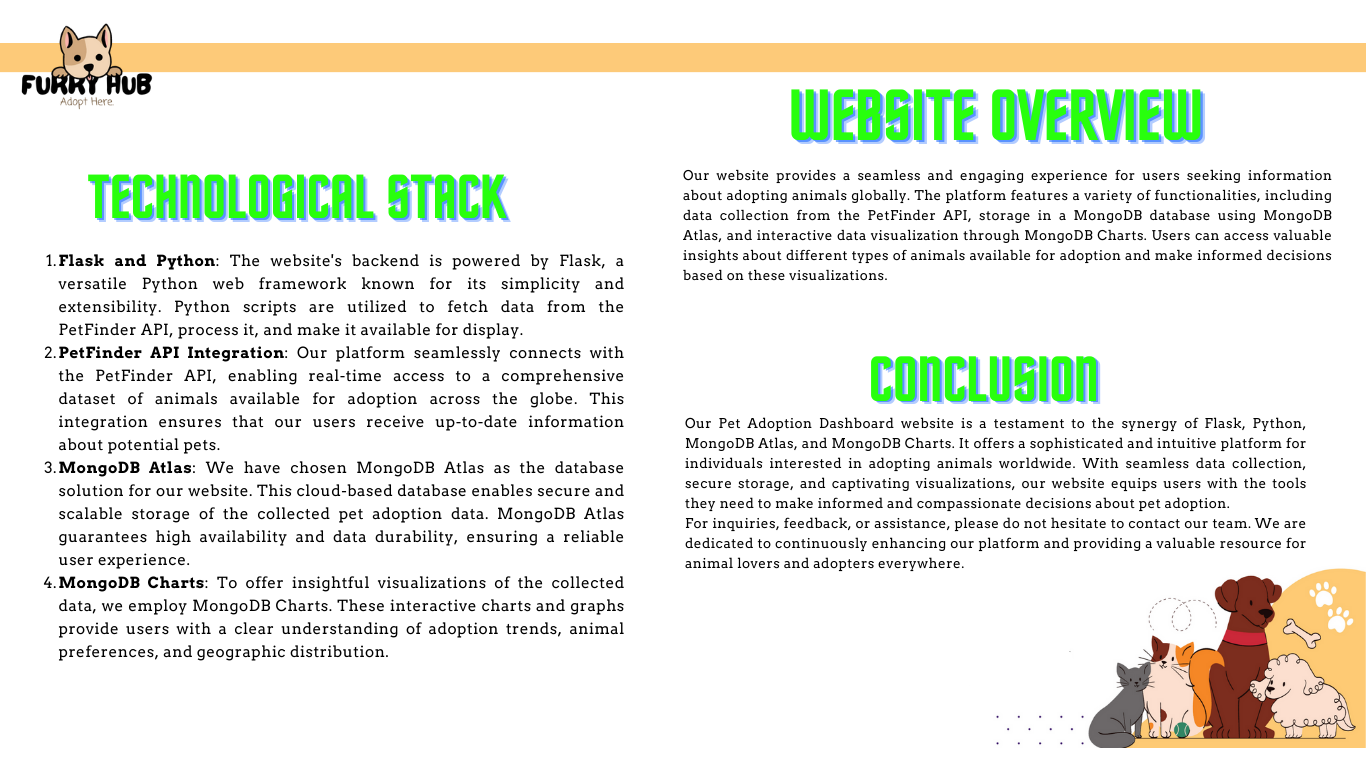 FURRY HUB
Adopt Here.
TECHNOLOGICAL STACK
1. Flask and Python: The website's backend is powered by Flask, a
versatile Python web framework known for its simplicity and
extensibility. Python scripts are utilized to fetch data from the
PetFinder API, process it, and make it available for display.
2. PetFinder API Integration: Our platform seamlessly connects with
the PetFinder API, enabling real-time access to a comprehensive
dataset of animals available for adoption across the globe. This
integration ensures that our users receive up-to-date information
about potential pets.
3. MongoDB Atlas: We have chosen MongoDB Atlas as the database
solution for our website. This cloud-based database enables secure and
scalable storage of the collected pet adoption data. MongoDB Atlas
guarantees high availability and data durability, ensuring a reliable
user experience.
4. MongoDB Charts: To offer insightful visualizations of the collected
data, we employ MongoDB Charts. These interactive charts and graphs
provide users with a clear understanding of adoption trends, animal
preferences, and geographic distribution.
WEBSITE OVERVIEW
Our website provides a seamless and engaging experience for users seeking information
about adopting animals globally. The platform features a variety of functionalities, including
data collection from the PetFinder API, storage in a MongoDB database using MongoDB
Atlas, and interactive data visualization through MongoDB Charts. Users can access valuable
insights about different types of animals available for adoption and make informed decisions
based on these visualizations.
CONCLUSION
Our Pet Adoption Dashboard website is a testament to the synergy of Flask, Python,
MongoDB Atlas, and MongoDB Charts. It offers a sophisticated and intuitive platform for
individuals interested in adopting animals worldwide. With seamless data collection,
secure storage, and captivating visualizations, our website equips users with the tools
they need to make informed and compassionate decisions about pet adoption.
For inquiries, feedback, or assistance, please do not hesitate to contact our team. We are
dedicated to continuously enhancing our platform and providing a valuable resource for
animal lovers and adopters everywhere.